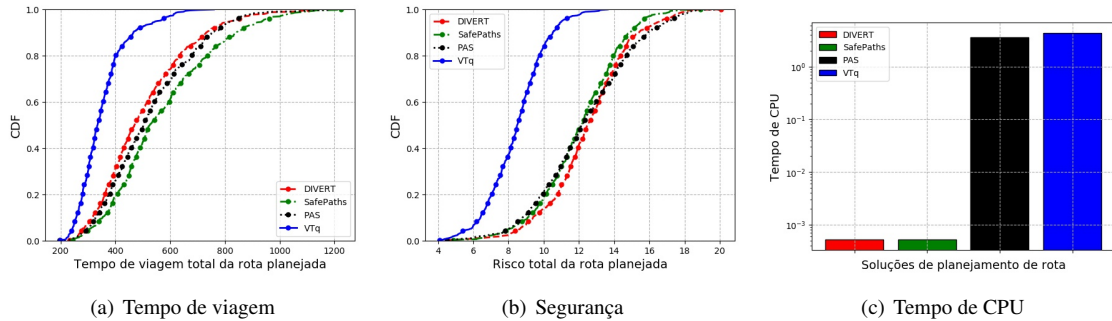 1.0
0.8
0.6
0.4
0.2
0.0
CDF
200 400 600 800 1000 1200
Tempo de viagem total da rota planejada
DIVERT
SafePaths
PAS
VTq
(a) Tempo de viagem
1.0
0.8
0.6
0.4
0.2
0.0
CDF
4 6 8 10 12 14 16 18 20
Risco total da rota planejada
DIVERT
SafePaths
PAS
VTq
(b) Segurança
DIVERT
SafePaths
PAS
VTq
10⁰
10⁻¹
10⁻²
10⁻³
Tempo de CPU
Soluções de planejamento de rota
(c) Tempo de CPU